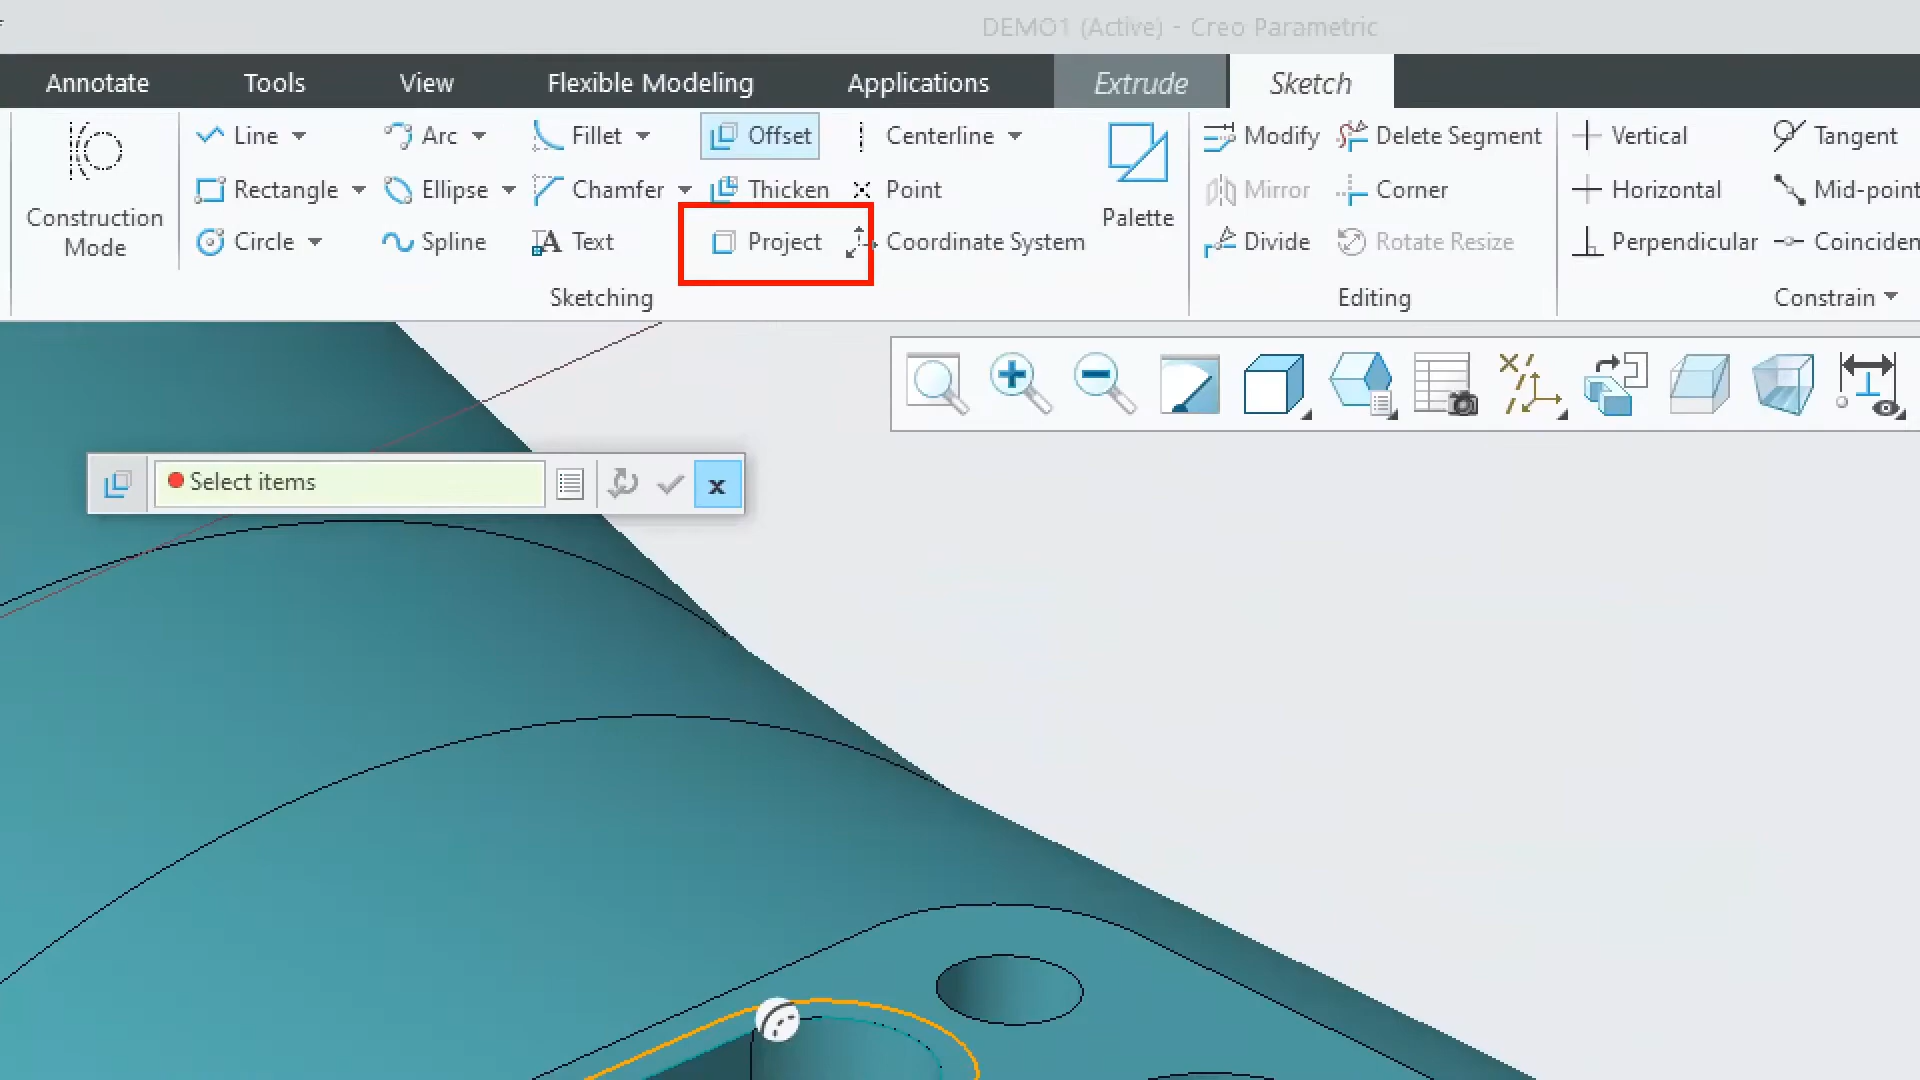 DEMO1 (Active) - Creo Parametric
Annotate Tools View Flexible Modeling Applications Extrude Sketch
Line Arc Fillet Offset Centerline Modify Delete Segment Vertical Tangent
Rectangle Ellipse Chamfer Thicken Point Mirror Corner Horizontal Mid-point
Construction Mode
Palette
Circle Spline Text Project Coordinate System Divide Rotate Resize Perpendicular Coinciden
Sketching Editing Constrain
Select items